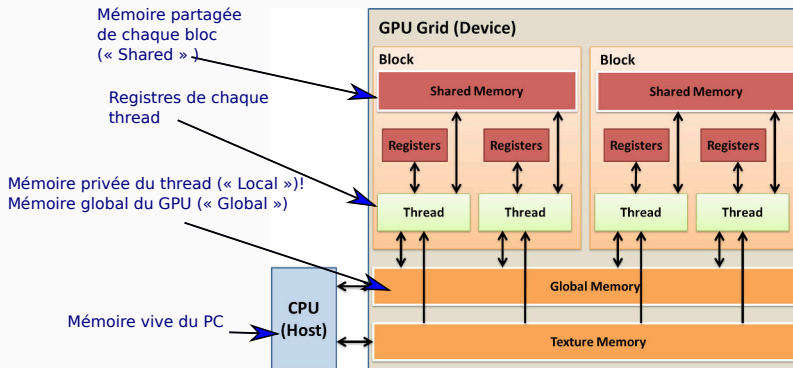 Mémoire partagée
de chaque bloc
(« Shared » )
Registres de chaque
thread
Mémoire privée du thread (« Local »)!
Mémoire global du GPU (« Global »)
Mémoire vive du PC
CPU
(Host)
GPU Grid (Device)
Block
Shared Memory
Registers
Registers
Thread
Thread
Block
Shared Memory
Registers
Registers
Thread
Thread
Global Memory
Texture Memory